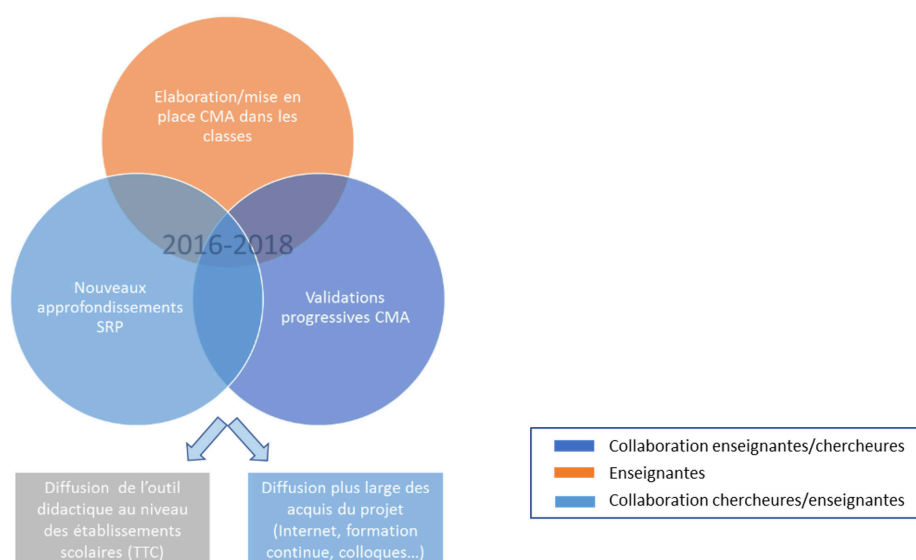 Elaboration/mise en
place CMA dans les
classes
2016-2018
Nouveaux
approfondissements
SRP
Validations
progressives CMA
Diffusion de l'outil
didactique au niveau
des établissements
scolaires (TTC)
Diffusion plus large des
acquis du projet
(Internet, formation
continue, colloques...)
Collaboration enseignantes/chercheures
Enseignantes
Collaboration chercheures/enseignantes